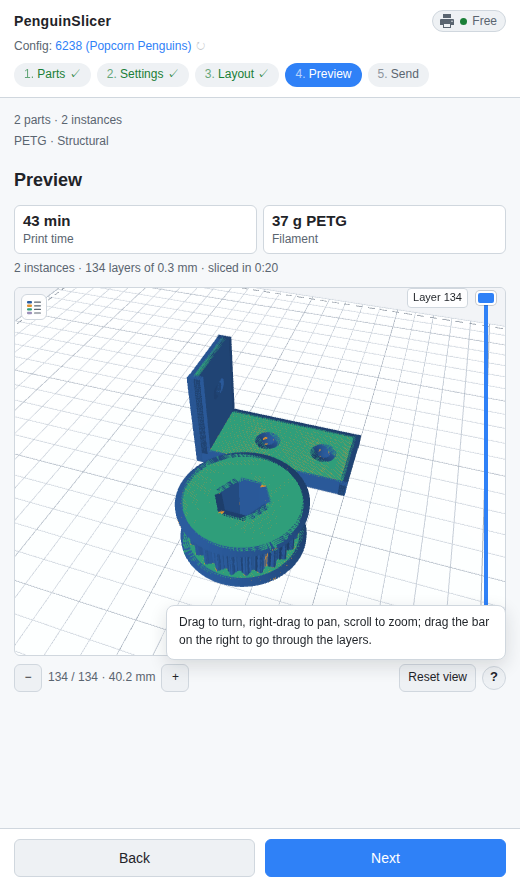 PenguinSlicer
Free
Config: 6238 (Popcorn Penguins)
1. Parts ✓
2. Settings ✓
3. Layout ✓
4. Preview
5. Send
2 parts · 2 instances
PETG · Structural
Preview
43 min
Print time
37 g PETG
Filament
2 instances · 134 layers of 0.3 mm · sliced in 0:20
Layer 134
Drag to turn, right-drag to pan, scroll to zoom; drag the bar
on the right to go through the layers.
− 134 / 134 · 40.2 mm +
Reset view
?
Back
Next